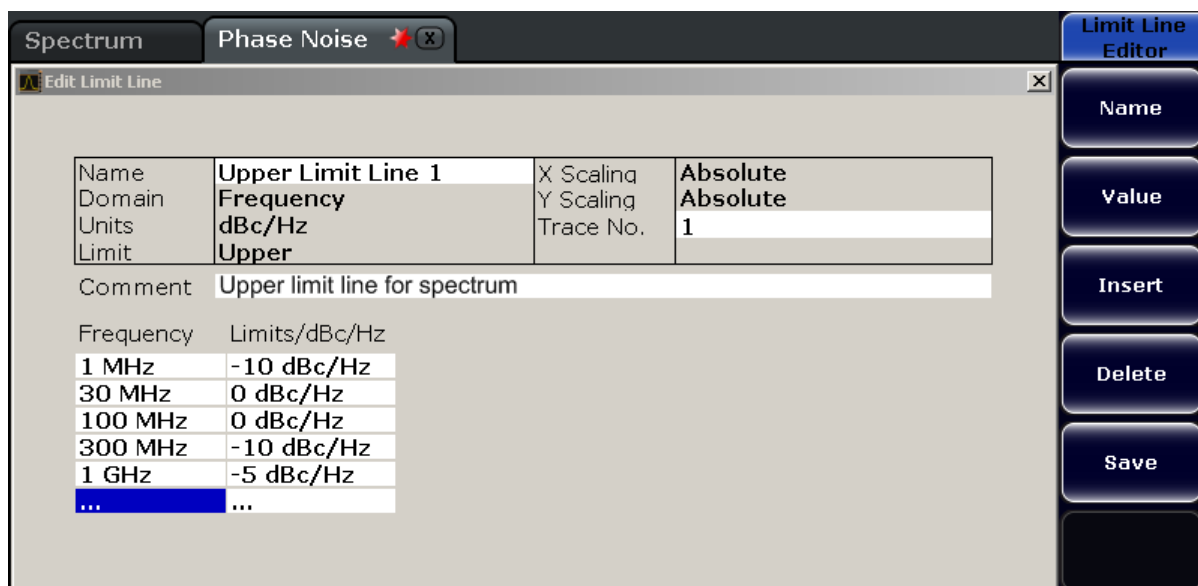 Spectrum
Phase Noise
X
Limit Line
Editor
Edit Limit Line
Name
Name Upper Limit Line 1 X Scaling Absolute
Domain Frequency Y Scaling Absolute
Units dBc/Hz Trace No. 1
Limit Upper
Value
Comment Upper limit line for spectrum
Insert
Frequency Limits/dBc/Hz
1 MHz -10 dBc/Hz
30 MHz 0 dBc/Hz
100 MHz 0 dBc/Hz
300 MHz -10 dBc/Hz
1 GHz -5 dBc/Hz
... ...
Delete
Save